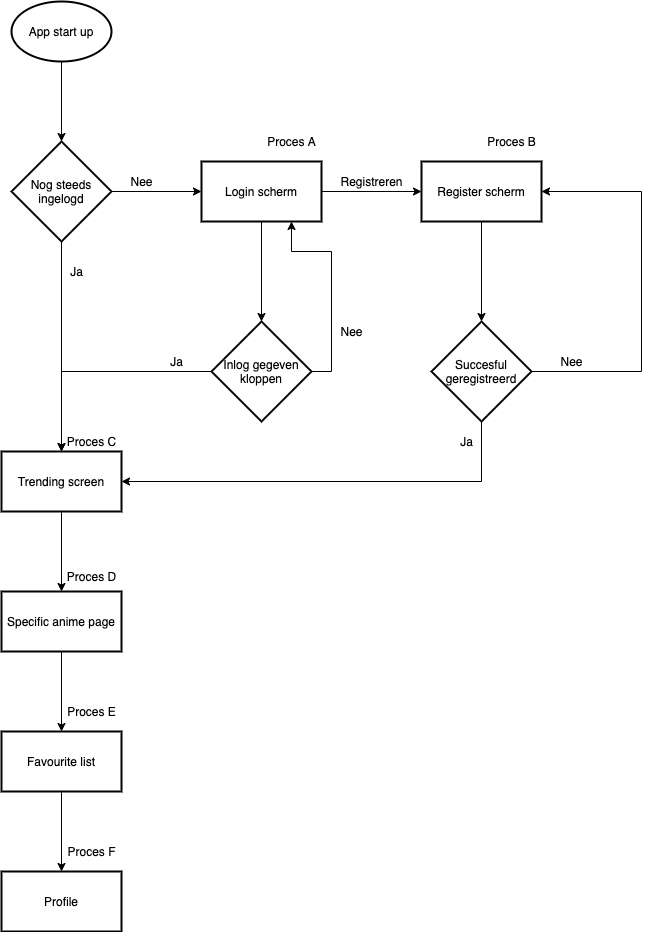 App start up
Proces A
Proces B
Nog steeds
ingelogd
Nee
Login scherm
Registreren
Register scherm
Ja
Nee
Inlog gegeven
kloppen
Ja
Succesful
geregistreerd
Nee
Ja
Proces C
Trending screen
Proces D
Specific anime page
Proces E
Favourite list
Proces F
Profile